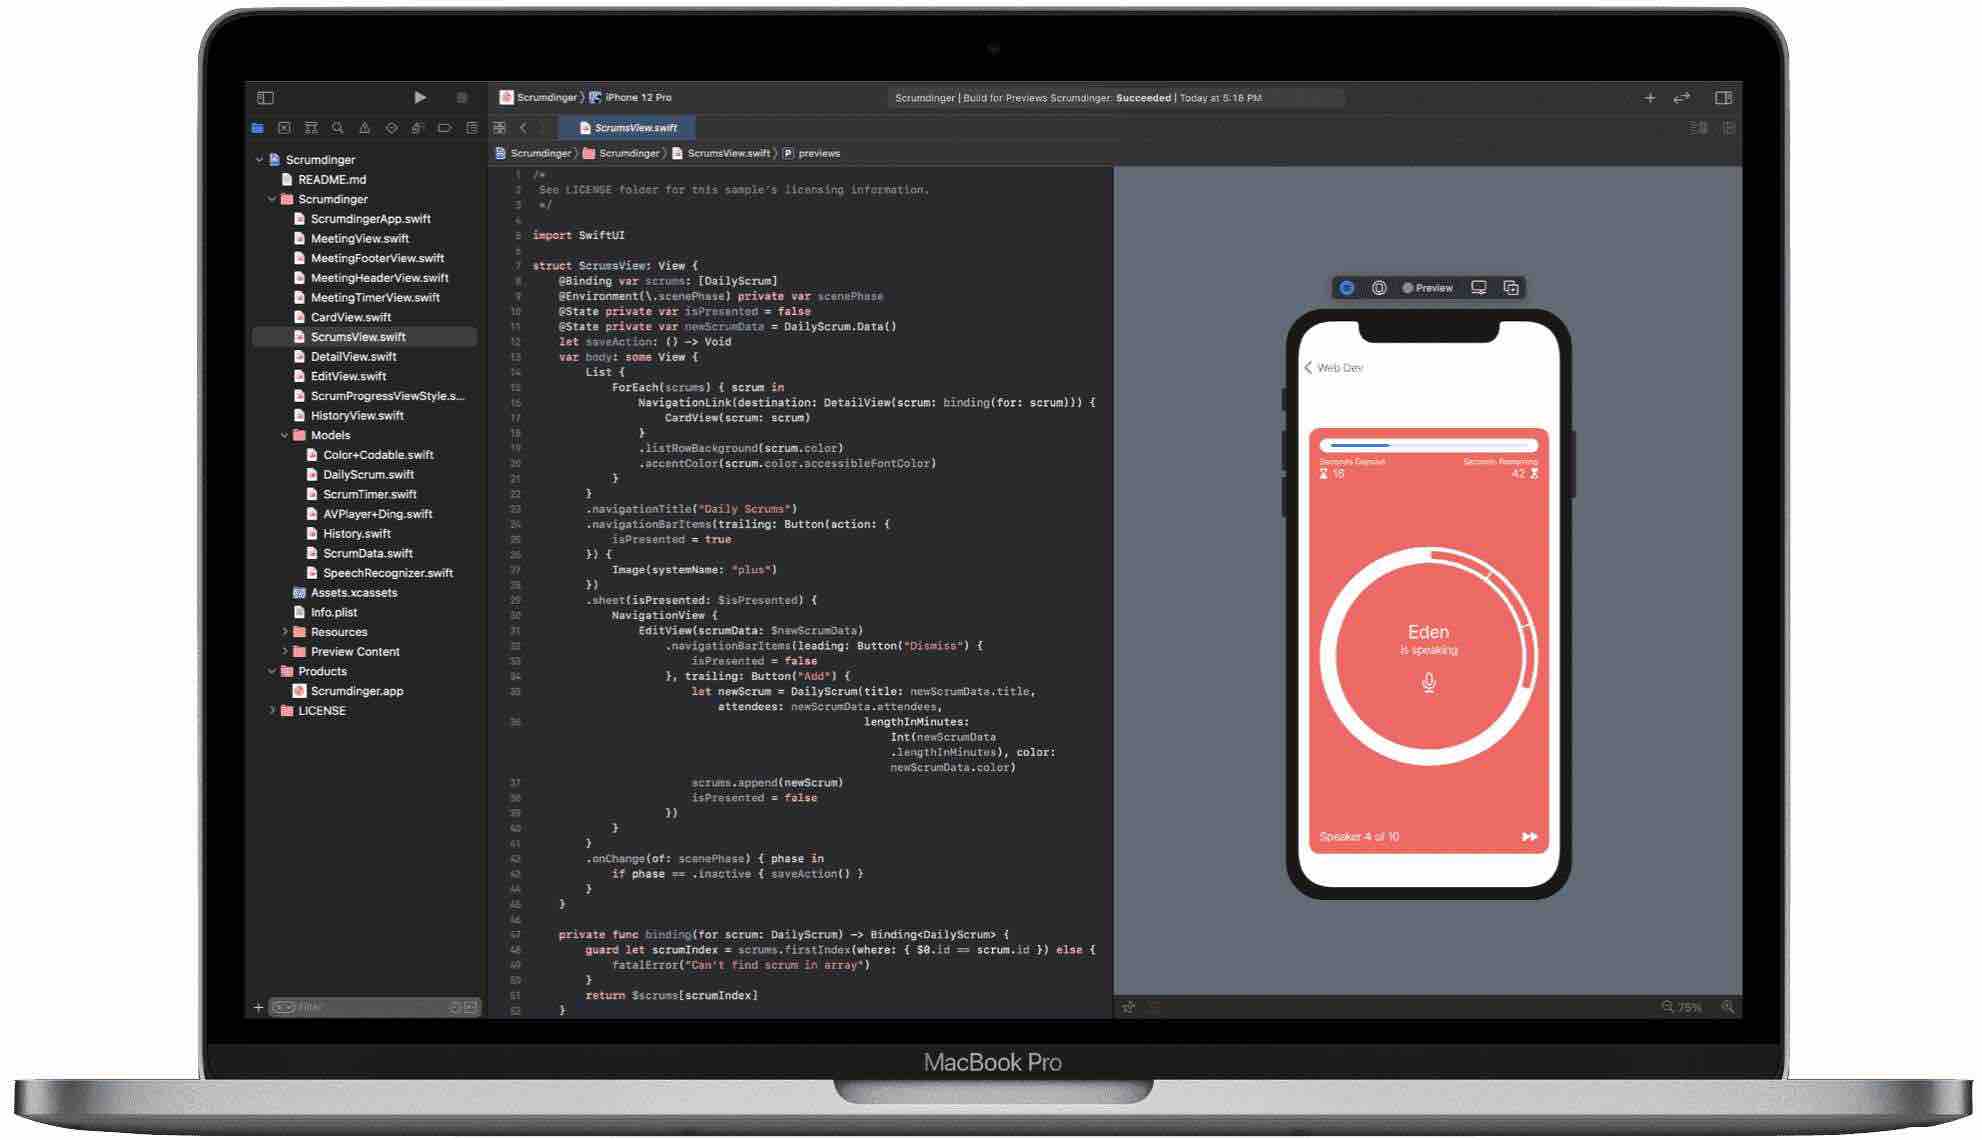 Scrumdinger
iPhone 12 Pro
Scrumdinger | Build for Previews Scrumdinger: Succeeded | Today at 5:18 PM
ScrumsView.swift
Scrumdinger
Scrumdinger
ScrumsView.swift
P previews
Scrumdinger
README.md
Scrumdinger
ScrumdingerApp.swift
MeetingView.swift
MeetingFooterView.swift
MeetingHeaderView.swift
MeetingTimerView.swift
CardView.swift
ScrumsView.swift
DetailView.swift
EditView.swift
ScrumProgressViewStyle.s...
HistoryView.swift
Models
Color+Codable.swift
DailyScrum.swift
ScrumTimer.swift
AVPlayer+Ding.swift
History.swift
ScrumData.swift
SpeechRecognizer.swift
Assets.xcassets
Info.plist
Resources
Preview Content
Products
Scrumdinger.app
LICENSE
Filter
1 /*
2 See LICENSE folder for this sample's licensing information.
3 */
4
5 import SwiftUI
6
7 struct ScrumsView: View {
8 @Binding var scrums: [DailyScrum]
9 @Environment(\.scenePhase) private var scenePhase
10 @State private var isPresented = false
11 @State private var newScrumData = DailyScrum.Data()
12 let saveAction: () -> Void
13 var body: some View {
14 List {
15 ForEach(scrums) { scrum in
16 NavigationLink(destination: DetailView(scrum: binding(for: scrum))) {
17 CardView(scrum: scrum)
18 }
19 .listRowBackground(scrum.color)
20 .accentColor(scrum.color.accessibleFontColor)
21 }
22 }
23 .navigationTitle("Daily Scrums")
24 .navigationBarItems(trailing: Button(action: {
25 isPresented = true
26 }) {
27 Image(systemName: "plus")
28 })
29 .sheet(isPresented: $isPresented) {
30 NavigationView {
31 EditView(scrumData: $newScrumData)
32 .navigationBarItems(leading: Button("Dismiss") {
33 isPresented = false
34 }, trailing: Button("Add") {
35 let newScrum = DailyScrum(title: newScrumData.title,
attendees: newScrumData.attendees,
36 lengthInMinutes:
Int(newScrumData
.lengthInMinutes), color:
newScrumData.color)
37 scrums.append(newScrum)
38 isPresented = false
39 })
40 }
41 }
42 .onChange(of: scenePhase) { phase in
43 if phase == .inactive { saveAction() }
44 }
45 }
46
47 private func binding(for scrum: DailyScrum) -> Binding<DailyScrum> {
48 guard let scrumIndex = scrums.firstIndex(where: { $0.id == scrum.id }) else {
49 fatalError("Can't find scrum in array")
50 }
51 return $scrums[scrumIndex]
52 }
Preview
Web Dev
Seconds Elapsed
Seconds Remaining
18
42
Eden
is speaking
Speaker 4 of 10
75%
MacBook Pro